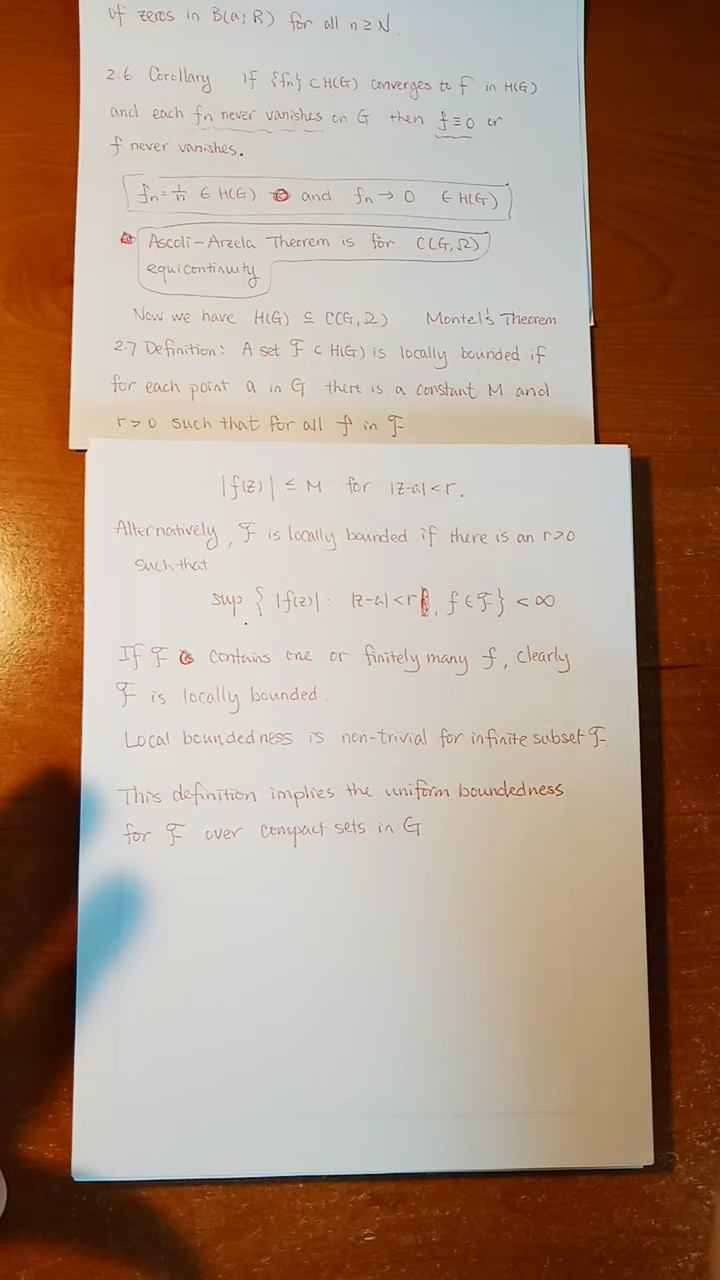 of zeros in B(a; R) for all n ≥ N.
2.6 Corollary: If {fn} ⊂ H(G) converges to f in H(G)
and each fn never vanishes on G then f ≡ 0 or
f never vanishes.
fn = 1/n ∈ H(G) and fn → 0 ∈ H(G)
Ascoli-Arzela Theorem is for C(G, Ω)
equicontinuity
Now we have H(G) ⊆ C(G, Ω) Montel's Theorem
2.7 Definition: A set ℱ ⊂ H(G) is locally bounded if
for each point a in G there is a constant M and
r > 0 such that for all f in ℱ
|f(z)| ≤ M for |z-a| < r.
Alternatively, ℱ is locally bounded if there is an r>0
such that
sup { |f(z)| : |z-a| < r, f ∈ ℱ } < ∞
If ℱ contains one or finitely many f, clearly
ℱ is locally bounded.
Local boundedness is non-trivial for infinite subset ℱ.
This definition implies the uniform boundedness
for ℱ over compact sets in G